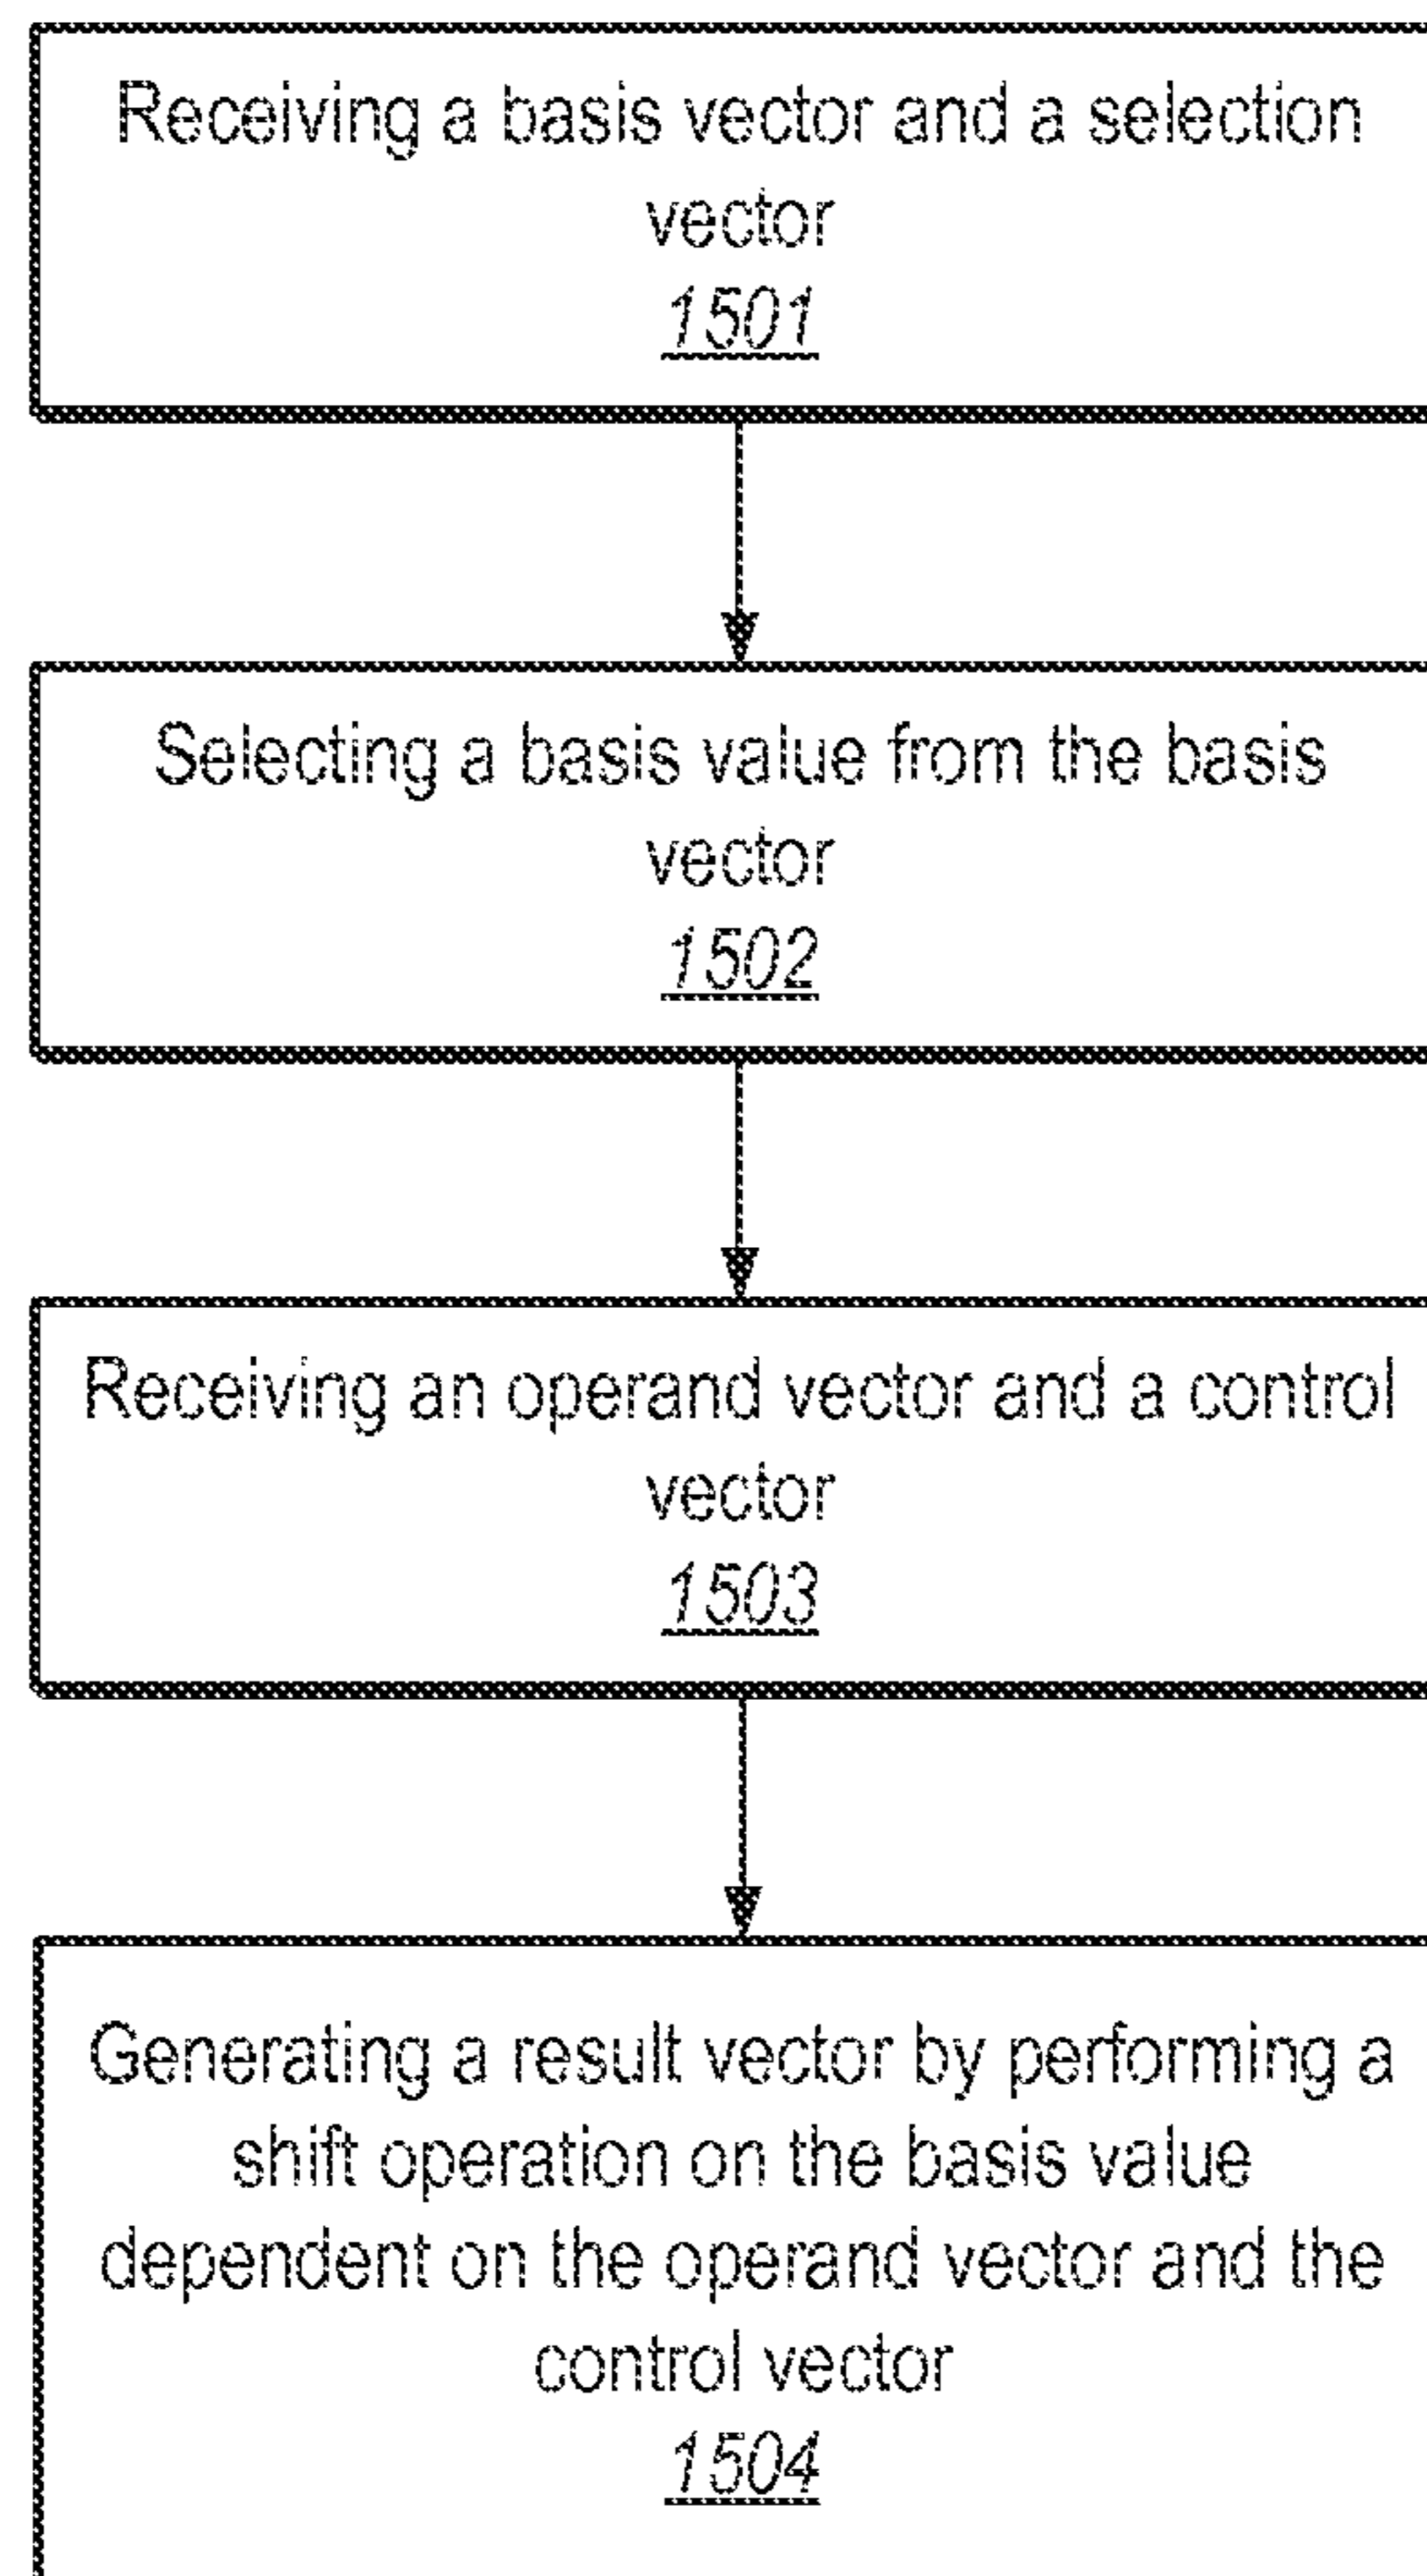 Receiving a basis vector and a selection
vector
1501
Selecting a basis value from the basis
vector
1502
Receiving an operand vector and a control
vector
1503
Generating a result vector by performing a
shift operation on the basis value
dependent on the operand vector and the
control vector
1504